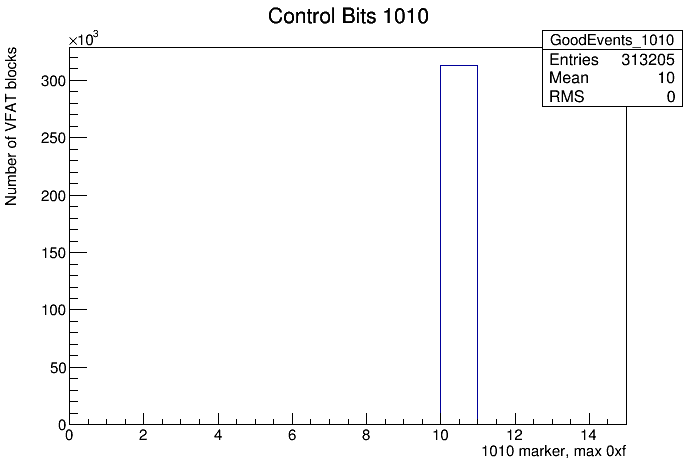 Control Bits 1010
×10³
GoodEvents_1010
Entries 313205
Mean 10
RMS 0
Number of VFAT blocks
300
250
200
150
100
50
0
0 2 4 6 8 10 12 14
1010 marker, max 0xf